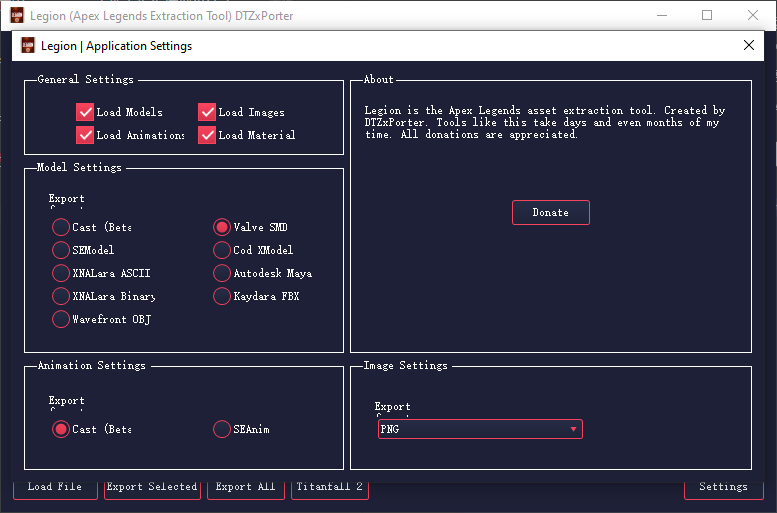 Legion (Apex Legends Extraction Tool) DTZxPorter
Legion | Application Settings
General Settings
Load Models
Load Images
Load Animations
Load Material
Model Settings
Export
Cast (Beta
Valve SMD
SEModel
Cod XModel
XNALara ASCII
Autodesk Maya
XNALara Binary
Kaydara FBX
Wavefront OBJ
About
Legion is the Apex Legends asset extraction tool. Created by
DTZxPorter. Tools like this take days and even months of my
time. All donations are appreciated.
Donate
Animation Settings
Export
Cast (Beta
SEAnim
Image Settings
Export
PNG
Load File
Export Selected
Export All
Titanfall 2
Settings